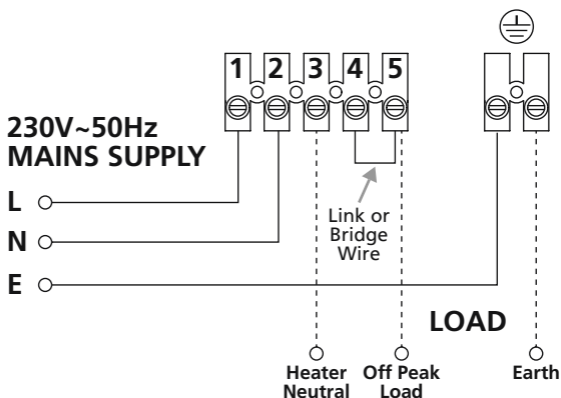 1 2 3 4 5
230V~50Hz
MAINS SUPPLY
L
N
E
Link or
Bridge
Wire
LOAD
Heater
Neutral
Off Peak
Load
Earth